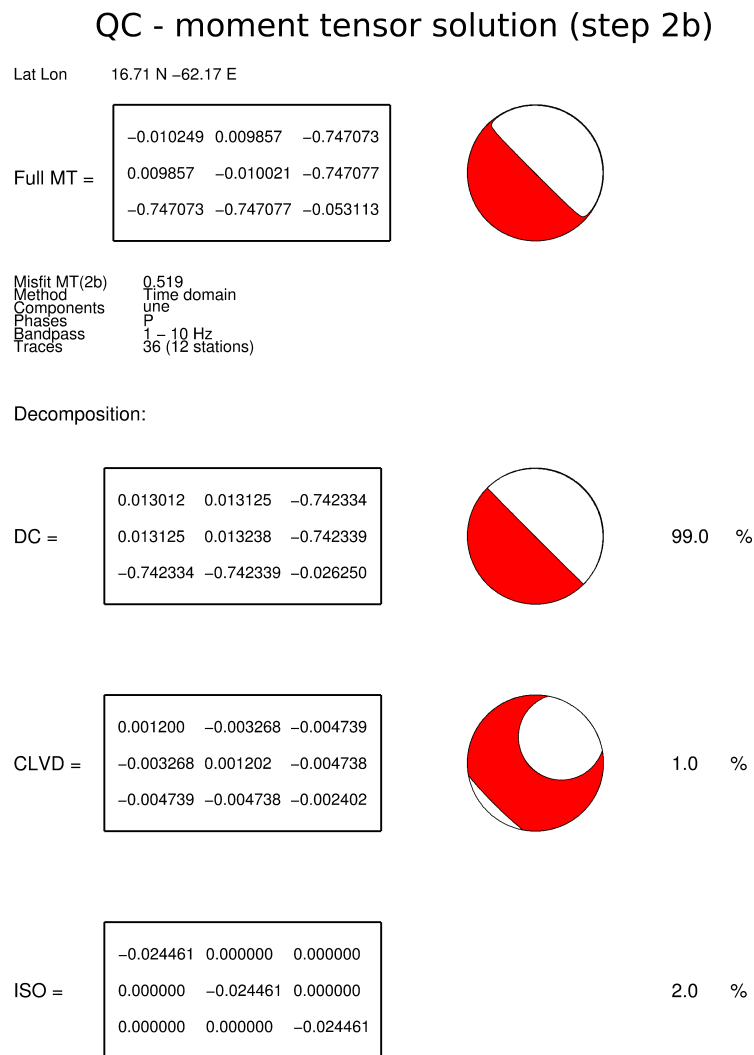 QC - moment tensor solution (step 2b)
Lat Lon 16.71 N −62.17 E
−0.010249 0.009857 −0.747073
Full MT = 0.009857 −0.010021 −0.747077
−0.747073 −0.747077 −0.053113
Misfit MT(2b) 0.519
Method Time domain
Components une
Phases P
Bandpass 1 − 10 Hz
Traces 36 (12 stations)
Decomposition:
0.013012 0.013125 −0.742334
DC = 0.013125 0.013238 −0.742339 99.0 %
−0.742334 −0.742339 −0.026250
0.001200 −0.003268 −0.004739
CLVD = −0.003268 0.001202 −0.004738 1.0 %
−0.004739 −0.004738 −0.002402
−0.024461 0.000000 0.000000
ISO = 0.000000 −0.024461 0.000000 2.0 %
0.000000 0.000000 −0.024461